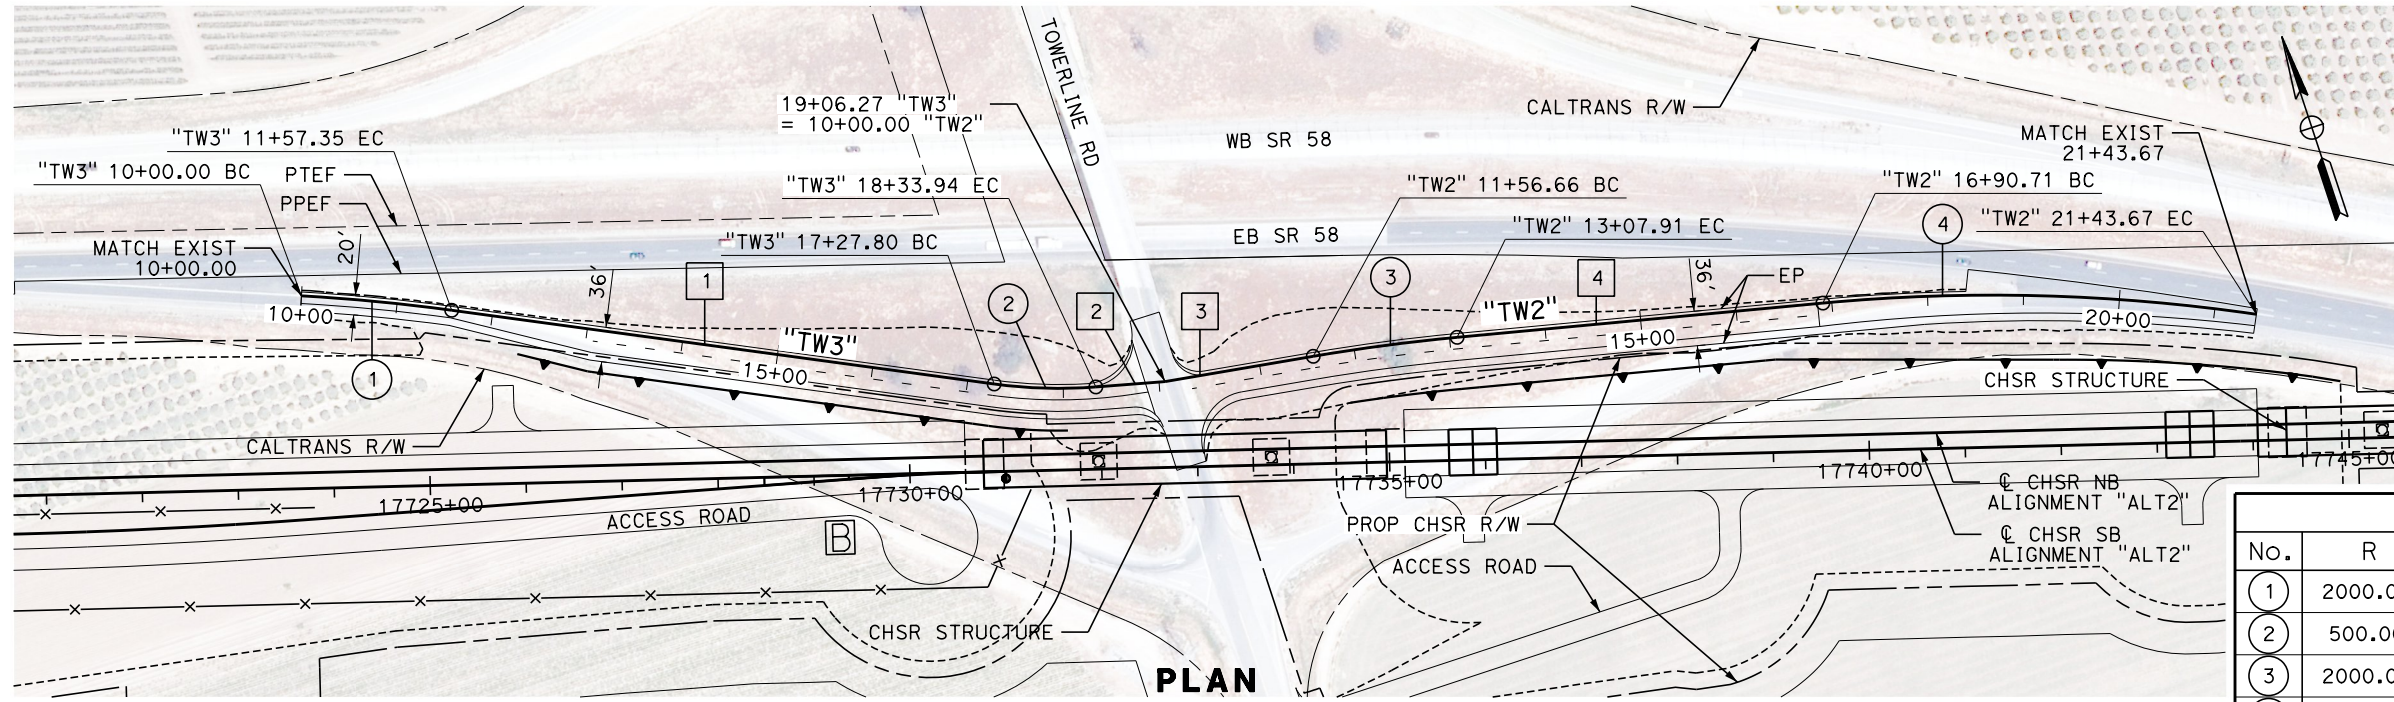 TOWERLINE RD
19+06.27 "TW3"
= 10+00.00 "TW2"
CALTRANS R/W
WB SR 58
MATCH EXIST
21+43.67
"TW3" 11+57.35 EC
"TW3" 10+00.00 BC
PTEF
PPEF
"TW3" 18+33.94 EC
"TW2" 11+56.66 BC
"TW2" 16+90.71 BC
"TW2" 13+07.91 EC
"TW2" 21+43.67 EC
4
EB SR 58
"TW3" 17+27.80 BC
MATCH EXIST
10+00.00
20'
36'
1
2
2
3
3
4
36'
EP
10+00
"TW3"
"TW2"
15+00
15+00
20+00
1
CHSR STRUCTURE
CALTRANS R/W
17725+00
17730+00
17735+00
17740+00
17745+00
ACCESS ROAD
B
PROP CHSR R/W
℄ CHSR NB
ALIGNMENT "ALT2"
℄ CHSR SB
ALIGNMENT "ALT2"
ACCESS ROAD
CHSR STRUCTURE
PLAN
No. R
1 2000.0
2 500.0
3 2000.0